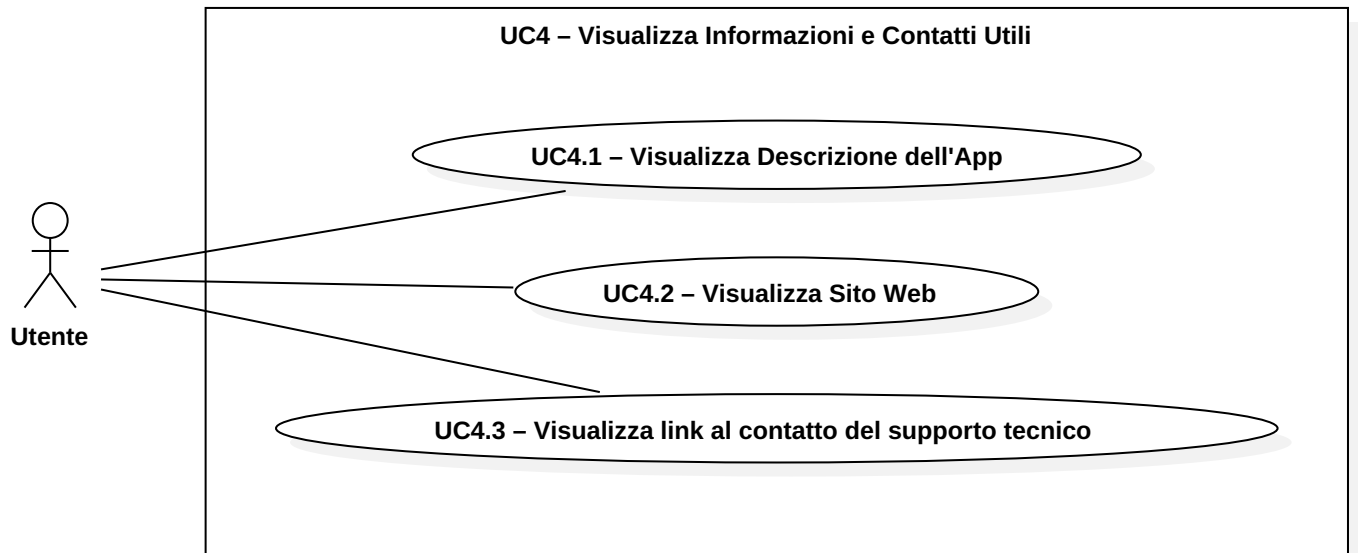 UC4 – Visualizza Informazioni e Contatti Utili
UC4.1 – Visualizza Descrizione dell'App
UC4.2 – Visualizza Sito Web
Utente
UC4.3 – Visualizza link al contatto del supporto tecnico